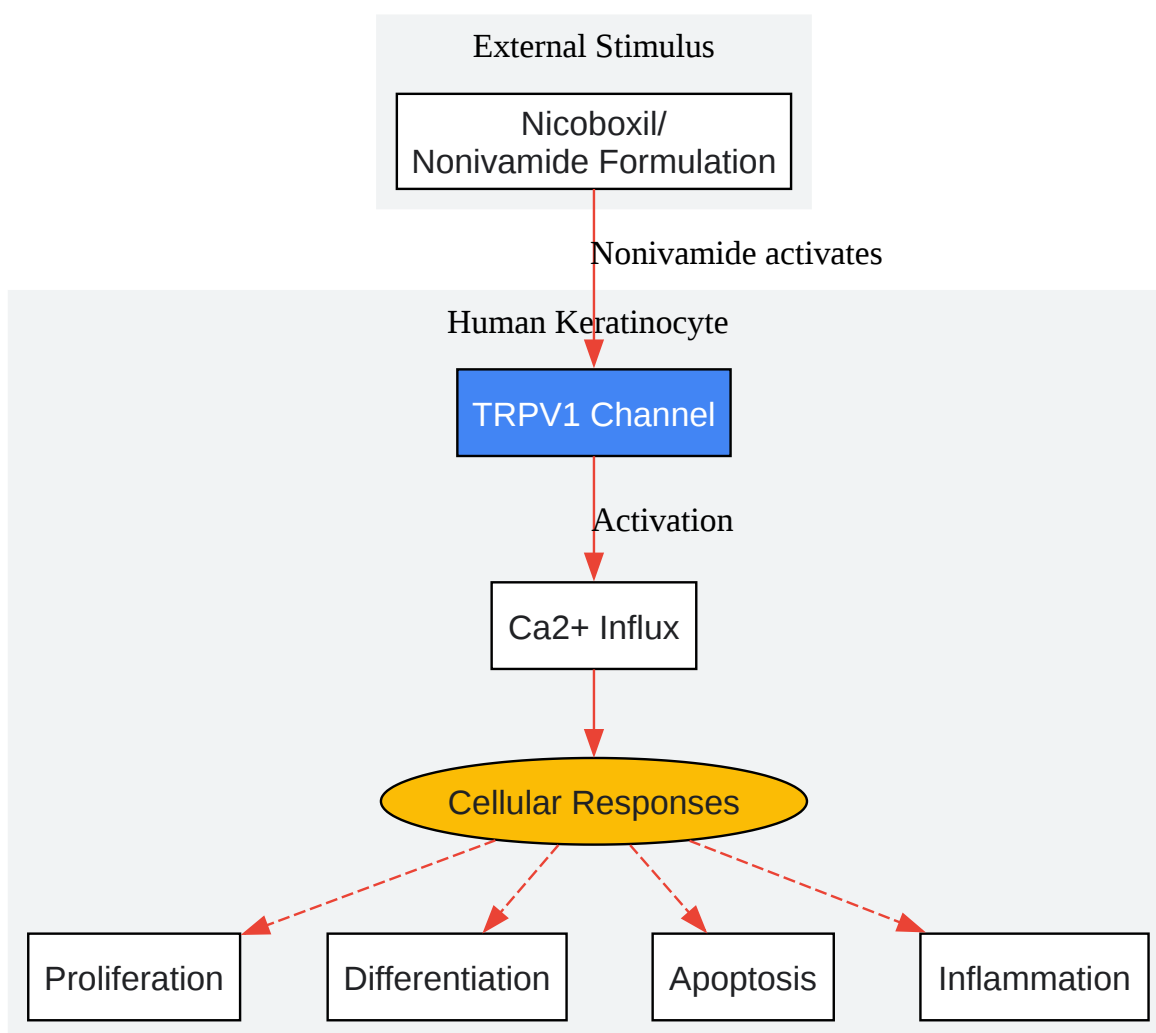 External Stimulus
Nicoboxil/
Nonivamide Formulation
Nonivamide activates
Human Keratinocyte
TRPV1 Channel
Activation
Ca2+ Influx
Cellular Responses
Proliferation
Differentiation
Apoptosis
Inflammation